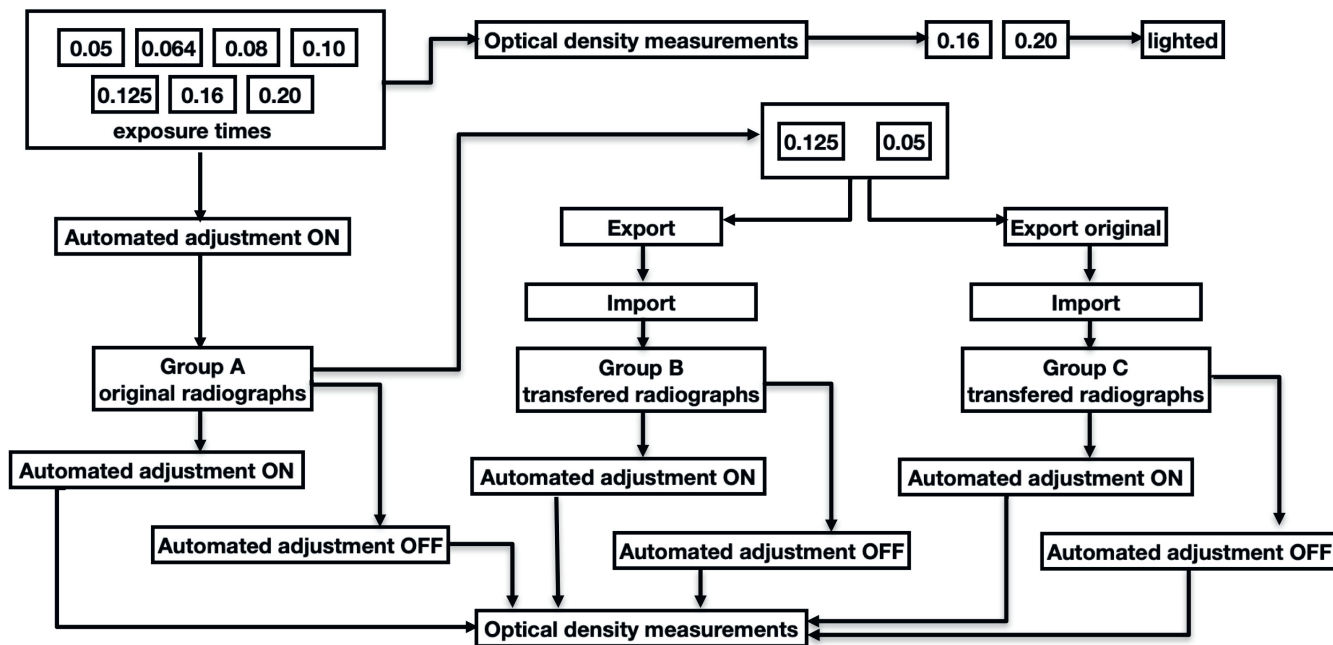 0.05 0.064 0.08 0.10
0.125 0.16 0.20
exposure times
Optical density measurements
0.16 0.20
lighted
0.125 0.05
Automated adjustment ON
Export
Export original
Import
Import
Group A
original radiographs
Group B
transfered radiographs
Group C
transfered radiographs
Automated adjustment ON
Automated adjustment ON
Automated adjustment ON
Automated adjustment OFF
Automated adjustment OFF
Automated adjustment OFF
Optical density measurements